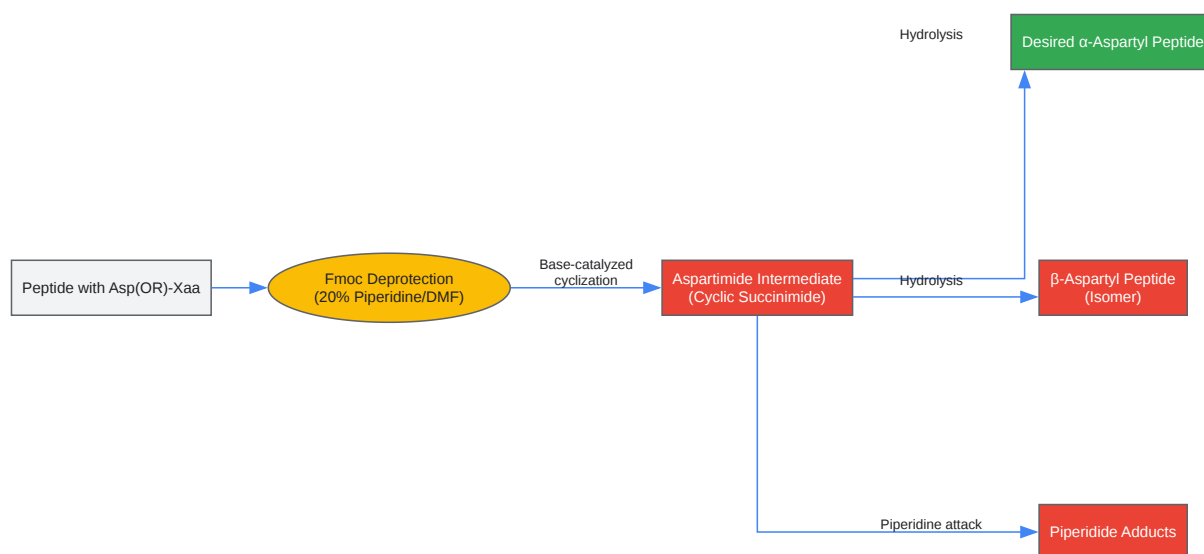 Hydrolysis
Desired α-Aspartyl Peptide
Peptide with Asp(OR)-Xaa
Fmoc Deprotection
(20% Piperidine/DMF)
Base-catalyzed
cyclization
Aspartimide Intermediate
(Cyclic Succinimide)
Hydrolysis
β-Aspartyl Peptide
(Isomer)
Piperidine attack
Piperidide Adducts